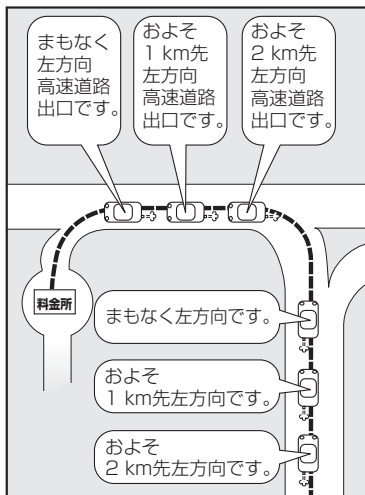 まもなく
左方向
高速道路
出口です。
およそ
1 km先
左方向
高速道路
出口です。
およそ
2 km先
左方向
高速道路
出口です。
料金所
まもなく左方向です。
およそ
1 km先左方向です。
およそ
2 km先左方向です。